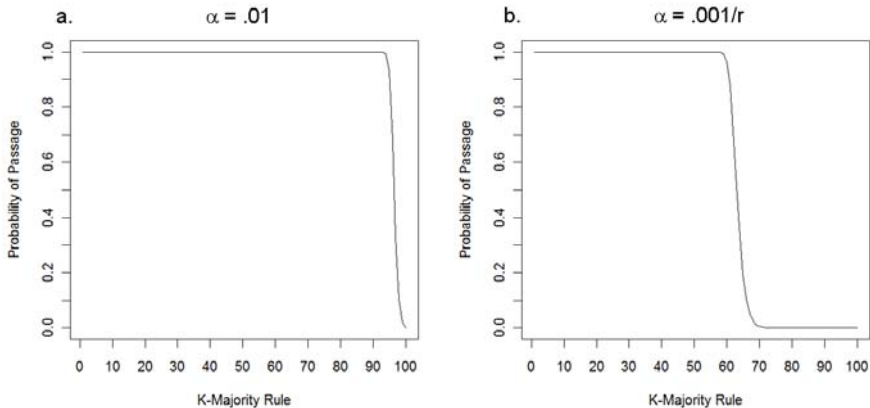 a.
α = .01
Probability of Passage
1.0
0.8
0.6
0.4
0.2
0.0
0 10 20 30 40 50 60 70 80 90 100
K-Majority Rule
b.
α = .001/r
Probability of Passage
1.0
0.8
0.6
0.4
0.2
0.0
0 10 20 30 40 50 60 70 80 90 100
K-Majority Rule